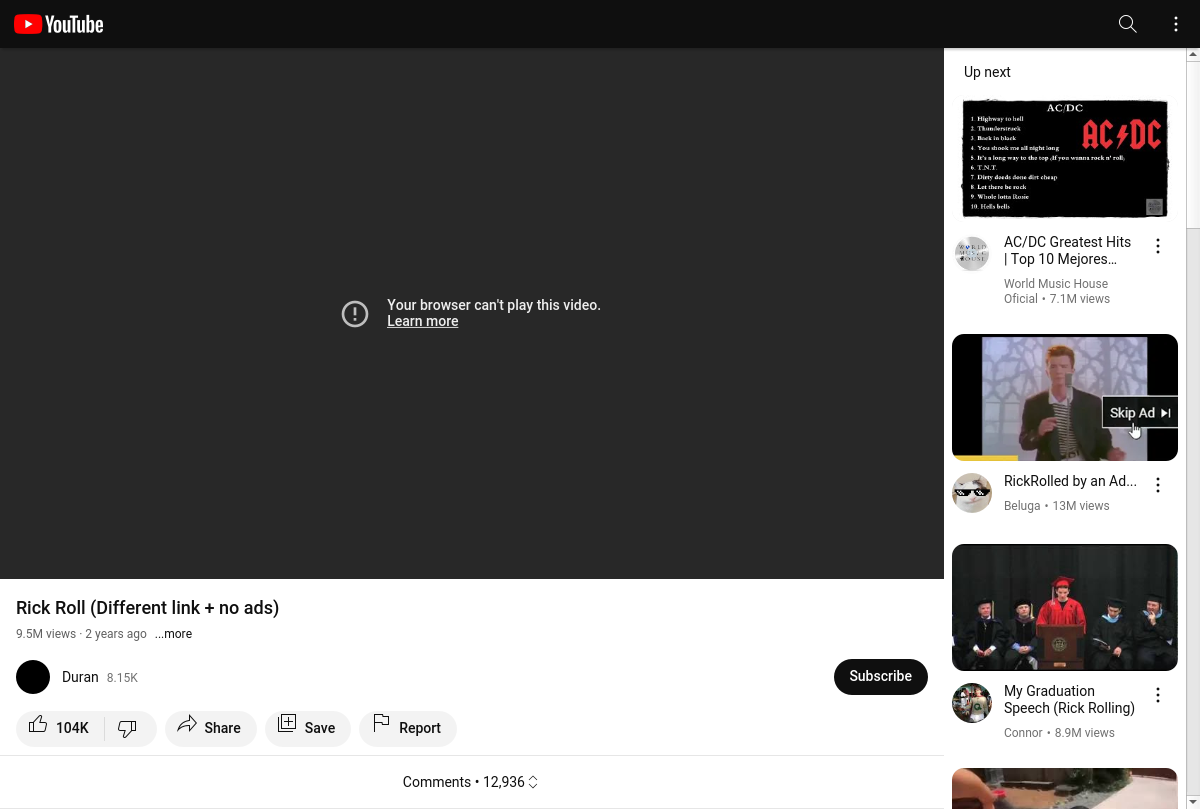 YouTube
Your browser can't play this video.
Learn more
Rick Roll (Different link + no ads)
9.5M views · 2 years ago ...more
Duran 8.15K
Subscribe
104K
Share
Save
Report
Comments • 12,936
Up next
AC/DC
1. Highway to hell
2. Thunderstruck
3. Back in black
4. You shook me all night long
5. It's a long way to the top (If you wanna rock n' roll)
6. T.N.T.
7. Dirty deeds done dirt cheap
8. Let there be rock
9. Whole lotta Rosie
10. Hells bells
AC DC
WORLD
MUSIC
HOUSE
AC/DC Greatest Hits
| Top 10 Mejores...
World Music House
Oficial • 7.1M views
Skip Ad
RickRolled by an Ad...
Beluga • 13M views
My Graduation
Speech (Rick Rolling)
Connor • 8.9M views